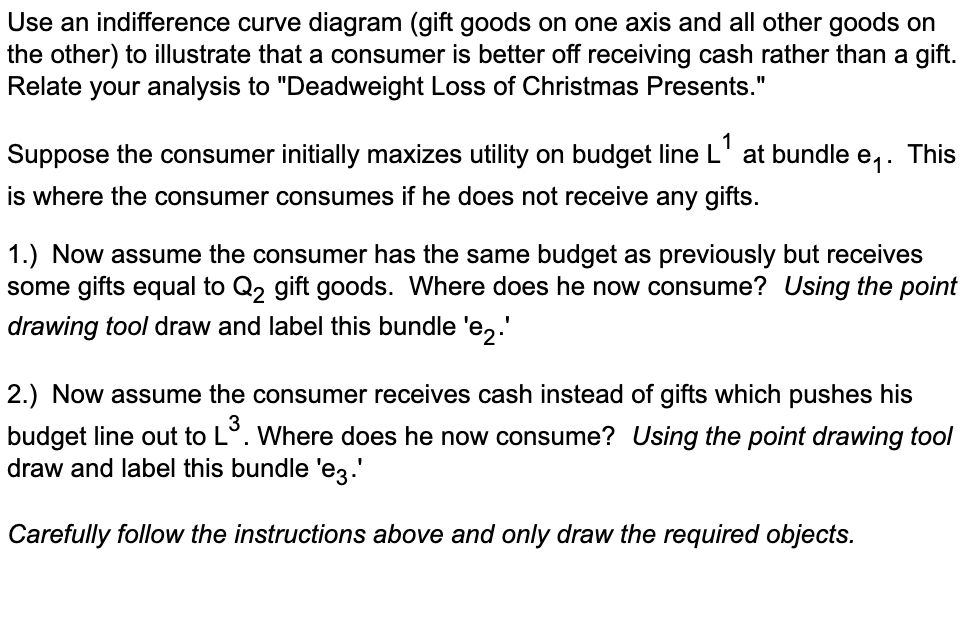 Use an indifference curve diagram (gift goods on one axis and all other goods on
the other) to illustrate that a consumer is better off receiving cash rather than a gift.
Relate your analysis to "Deadweight Loss of Christmas Presents."
Suppose the consumer initially maxizes utility on budget line L¹ at bundle e₁. This
is where the consumer consumes if he does not receive any gifts.
1.) Now assume the consumer has the same budget as previously but receives
some gifts equal to Q₂ gift goods. Where does he now consume? Using the point
drawing tool draw and label this bundle 'e₂.'
2.) Now assume the consumer receives cash instead of gifts which pushes his
budget line out to L³. Where does he now consume? Using the point drawing tool
draw and label this bundle 'e₃.'
Carefully follow the instructions above and only draw the required objects.